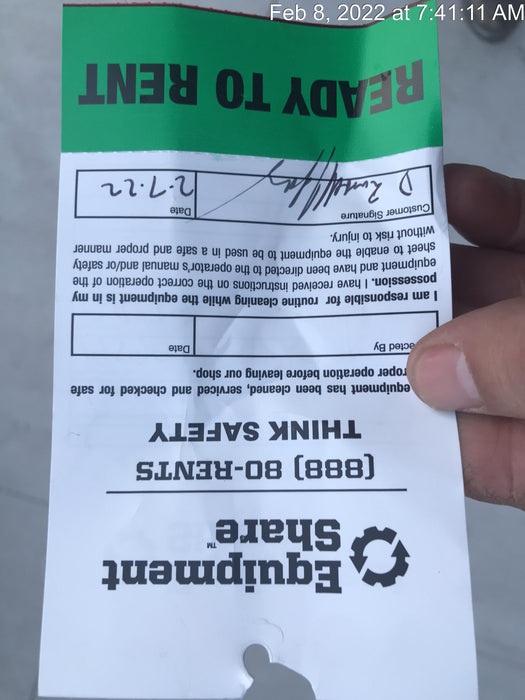 Feb 8, 2022 at 7:41:11 AM
Equipment
Share™
(888) 80-RENTS
THINK SAFETY
equipment has been cleaned, serviced and checked for safe
roper operation before leaving our shop.
ected By
Date
I am responsible for routine cleaning while the equipment is in my
possession. I have received instructions on the correct operation of the
equipment and have been directed to the operator's manual and/or safety
sheet to enable the equipment to be used in a safe and proper manner
without risk to injury.
Customer Signature
Date
D
2-7-22
READY TO RENT